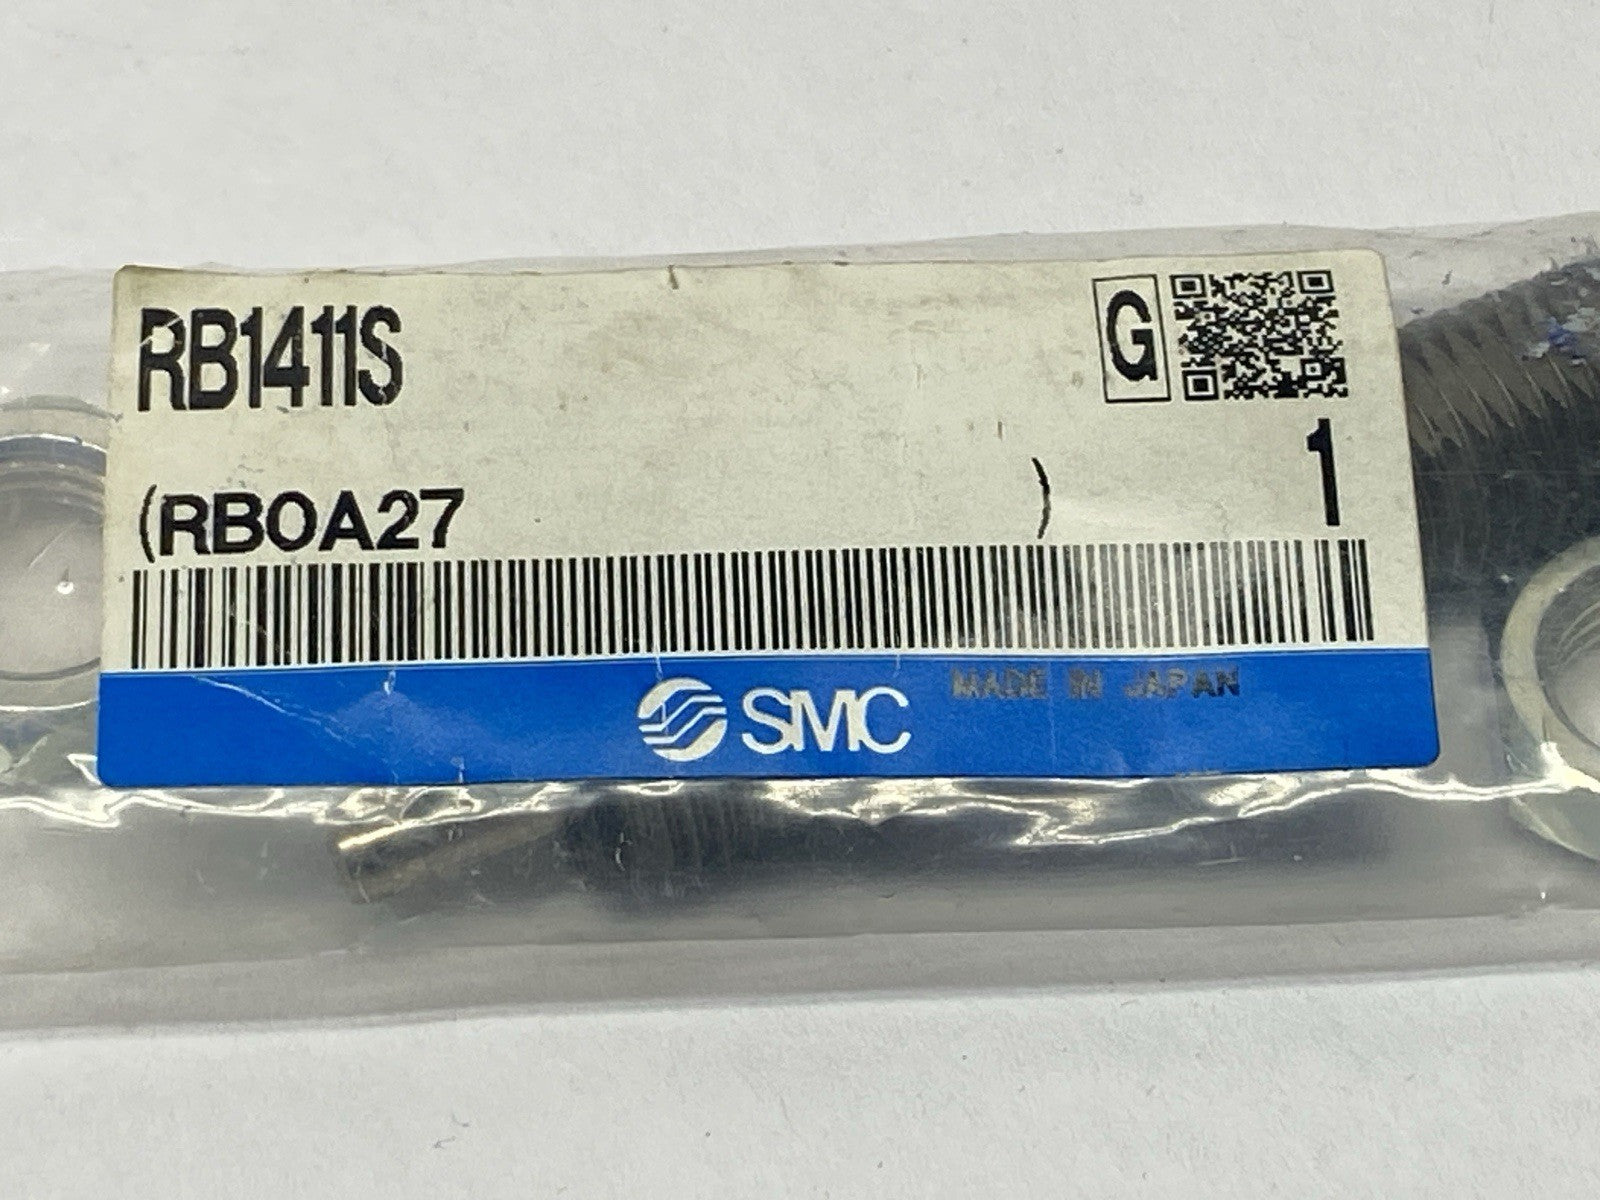 RB1411S
G
(RBOA27 )
1
SMC
MADE IN JAPAN